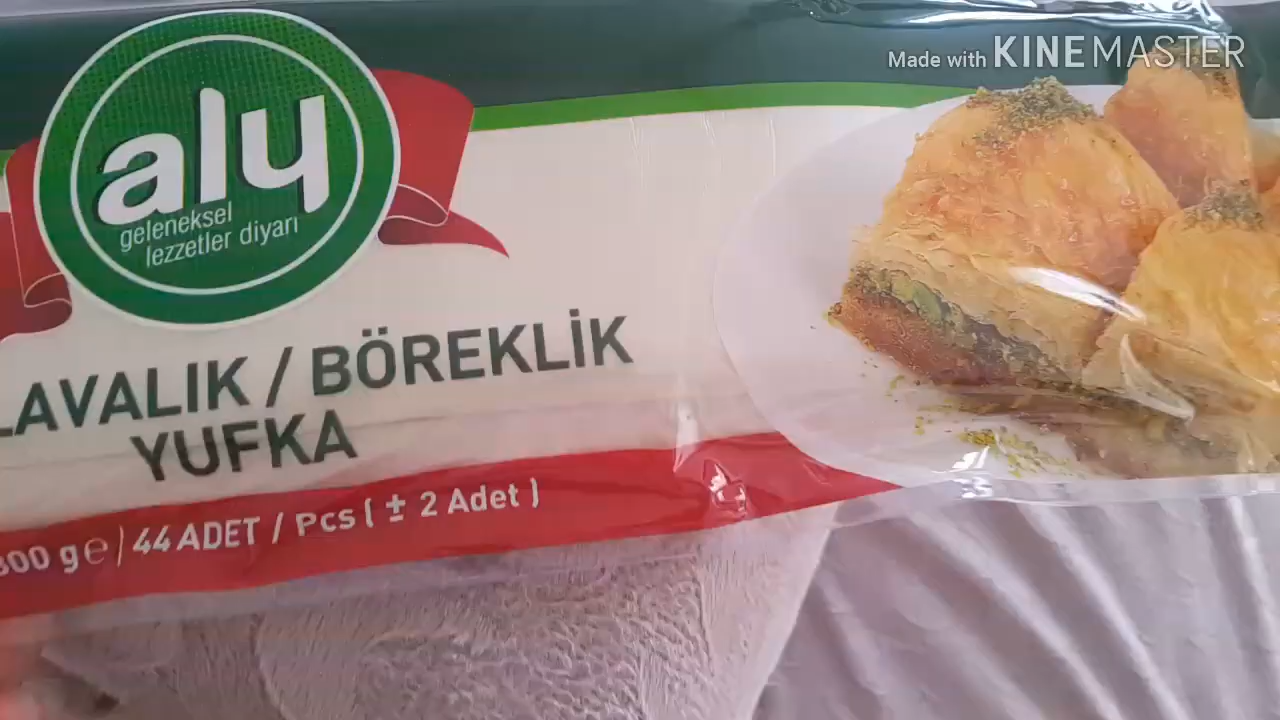 Made with KINEMASTER
aly
geleneksel
lezzetler diyarı
LAVALIK / BÖREKLİK
YUFKA
800 g℮ | 44 ADET / Pcs ( ± 2 Adet )